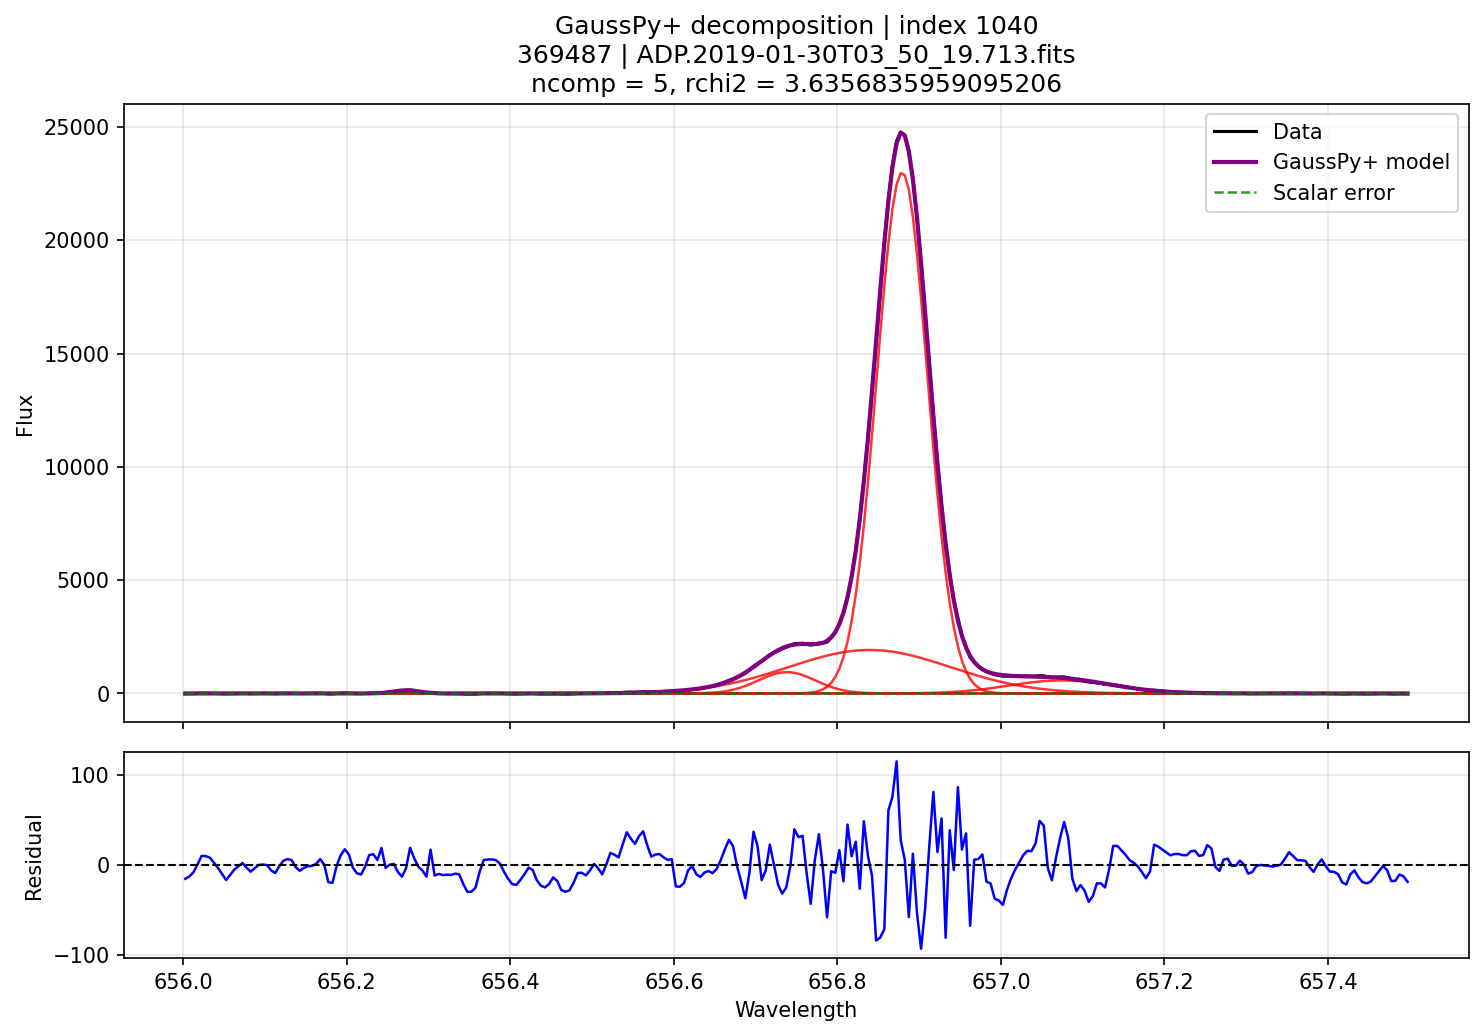 GaussPy+ decomposition | index 1040
369487 | ADP.2019-01-30T03_50_19.713.fits
ncomp = 5, rchi2 = 3.6356835959095206
Data
GaussPy+ model
Scalar error
25000
20000
15000
10000
5000
0
Flux
100
0
−100
Residual
656.0 656.2 656.4 656.6 656.8 657.0 657.2 657.4
Wavelength